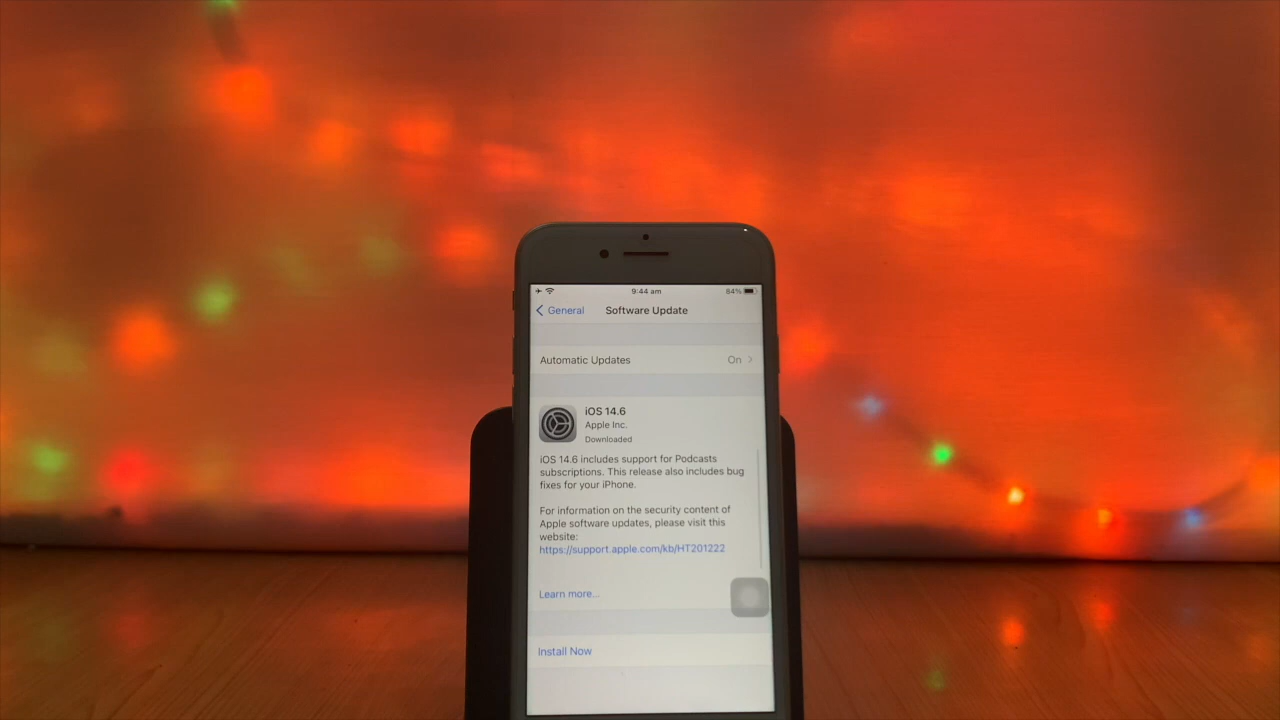 9:44 am
84%
General
Software Update
Automatic Updates
On
iOS 14.6
Apple Inc.
Downloaded
iOS 14.6 includes support for Podcasts
subscriptions. This release also includes bug
fixes for your iPhone.
For information on the security content of
Apple software updates, please visit this
website:
https://support.apple.com/kb/HT201222
Learn more...
Install Now